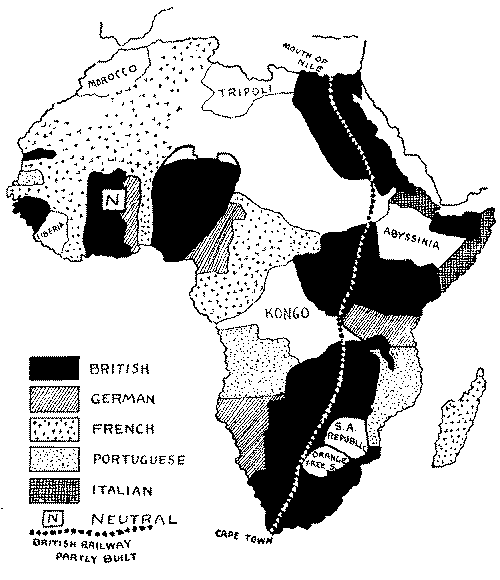 MOUTH OF
NILE
MOROCCO
TRIPOLI
N
LIBERIA
ABYSSINIA
KONGO
S.A.
REPUBLIC
ORANGE
FREE S.
CAPE TOWN
BRITISH
GERMAN
FRENCH
PORTUGUESE
ITALIAN
N NEUTRAL
BRITISH RAILWAY
PARTLY BUILT